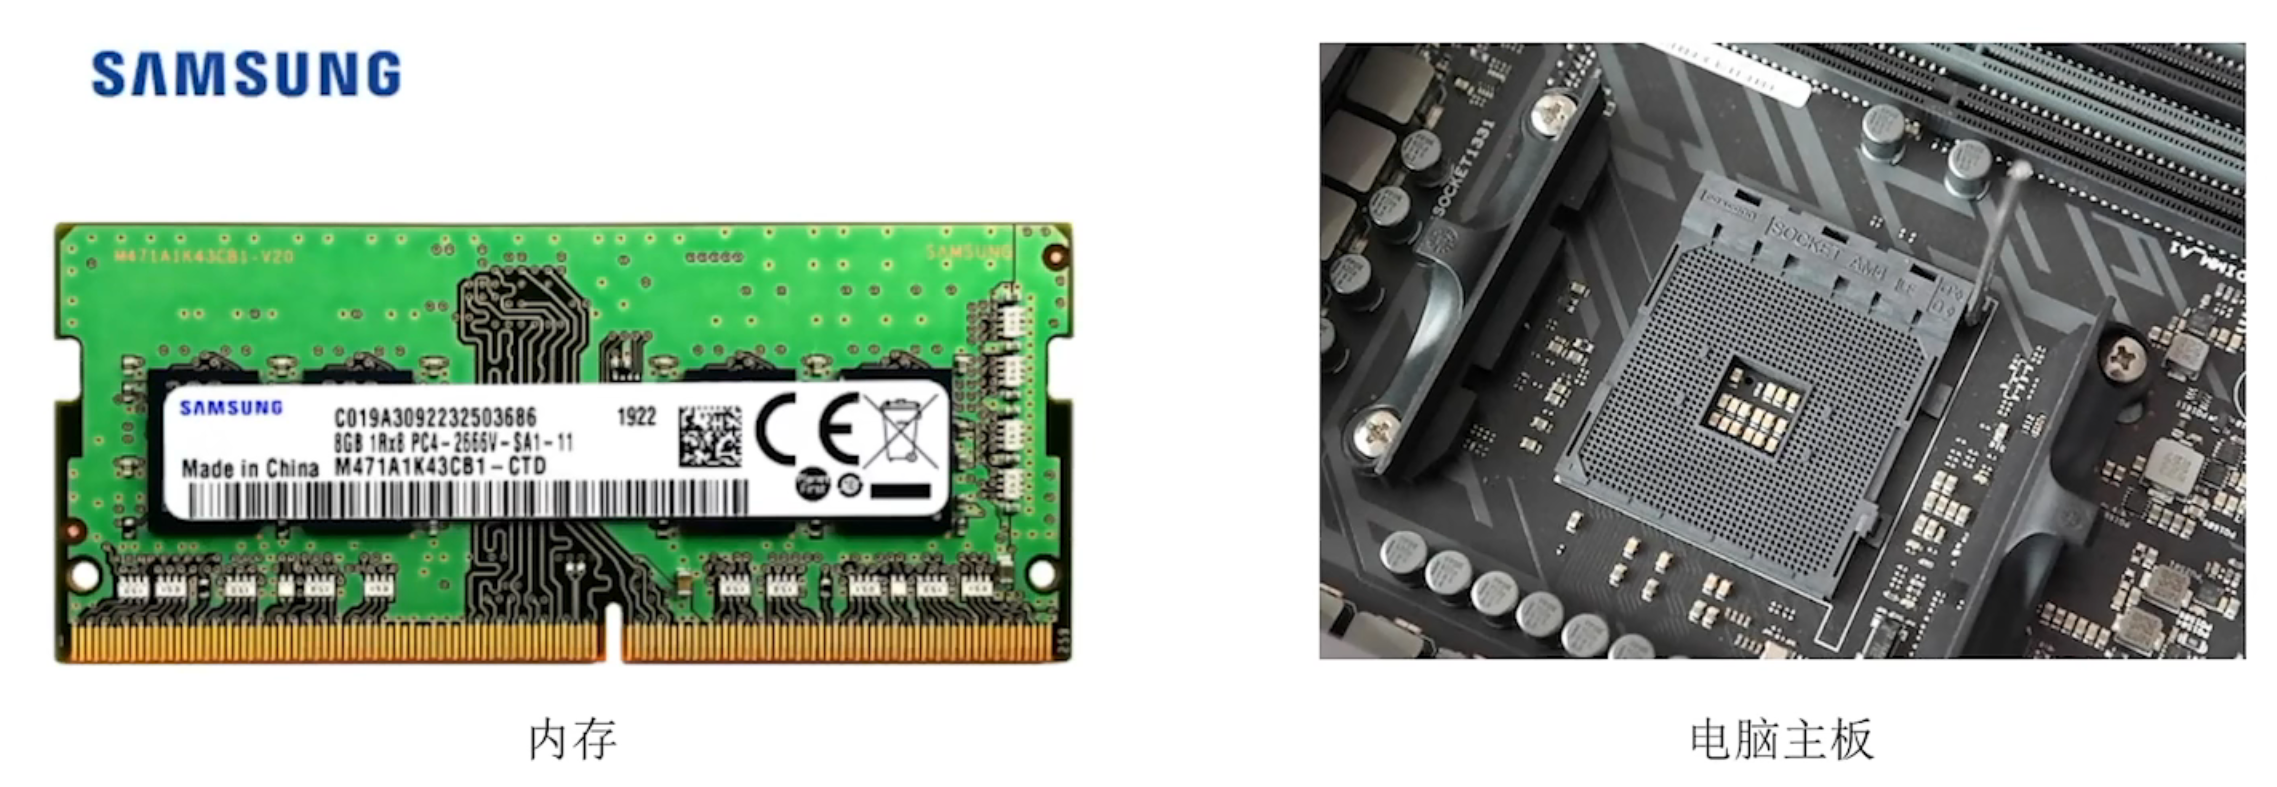 SAMSUNG
M471A1K43CB1-V20
SAMSUNG
SAMSUNG
C019A3092232503686
1922
8GB 1Rx8 PC4-2666V-SA1-11
Made in China
M471A1K43CB1-CTD
SOCKET1331
SOCKET AM4
DIMM_A1
内存
电脑主板